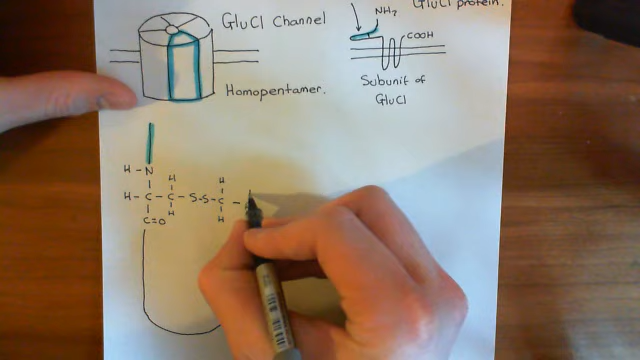 GluCl Channel
Homopentamer.
GluCl protein.
NH₂
COOH
Subunit of
GluCl
H-N
H H
H-C-C-S-S-C-
H H
C=O